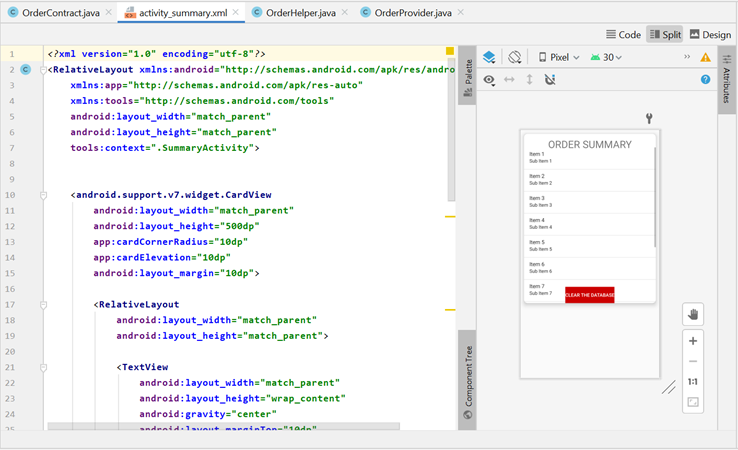 OrderContract.java activity_summary.xml OrderHelper.java OrderProvider.java
Code Split Design
1 <?xml version="1.0" encoding="utf-8"?>
2 <RelativeLayout xmlns:android="http://schemas.android.com/apk/res/andro
3 xmlns:app="http://schemas.android.com/apk/res-auto"
4 xmlns:tools="http://schemas.android.com/tools"
5 android:layout_width="match_parent"
6 android:layout_height="match_parent"
7 tools:context=".SummaryActivity">
8
9
10 <android.support.v7.widget.CardView
11 android:layout_width="match_parent"
12 android:layout_height="500dp"
13 app:cardCornerRadius="10dp"
14 app:cardElevation="10dp"
15 android:layout_margin="10dp">
16
17 <RelativeLayout
18 android:layout_width="match_parent"
19 android:layout_height="match_parent">
20
21 <TextView
22 android:layout_width="match_parent"
23 android:layout_height="wrap_content"
24 android:gravity="center"
25 android:layout_marginTop="10dp"
Palette
Component Tree
Pixel 30
Attributes
ORDER SUMMARY
Item 1
Sub Item 1
Item 2
Sub Item 2
Item 3
Sub Item 3
Item 4
Sub Item 4
Item 5
Sub Item 5
Item 6
Sub Item 6
Item 7
Sub Item 7
CLEAR THE DATABASE
1:1